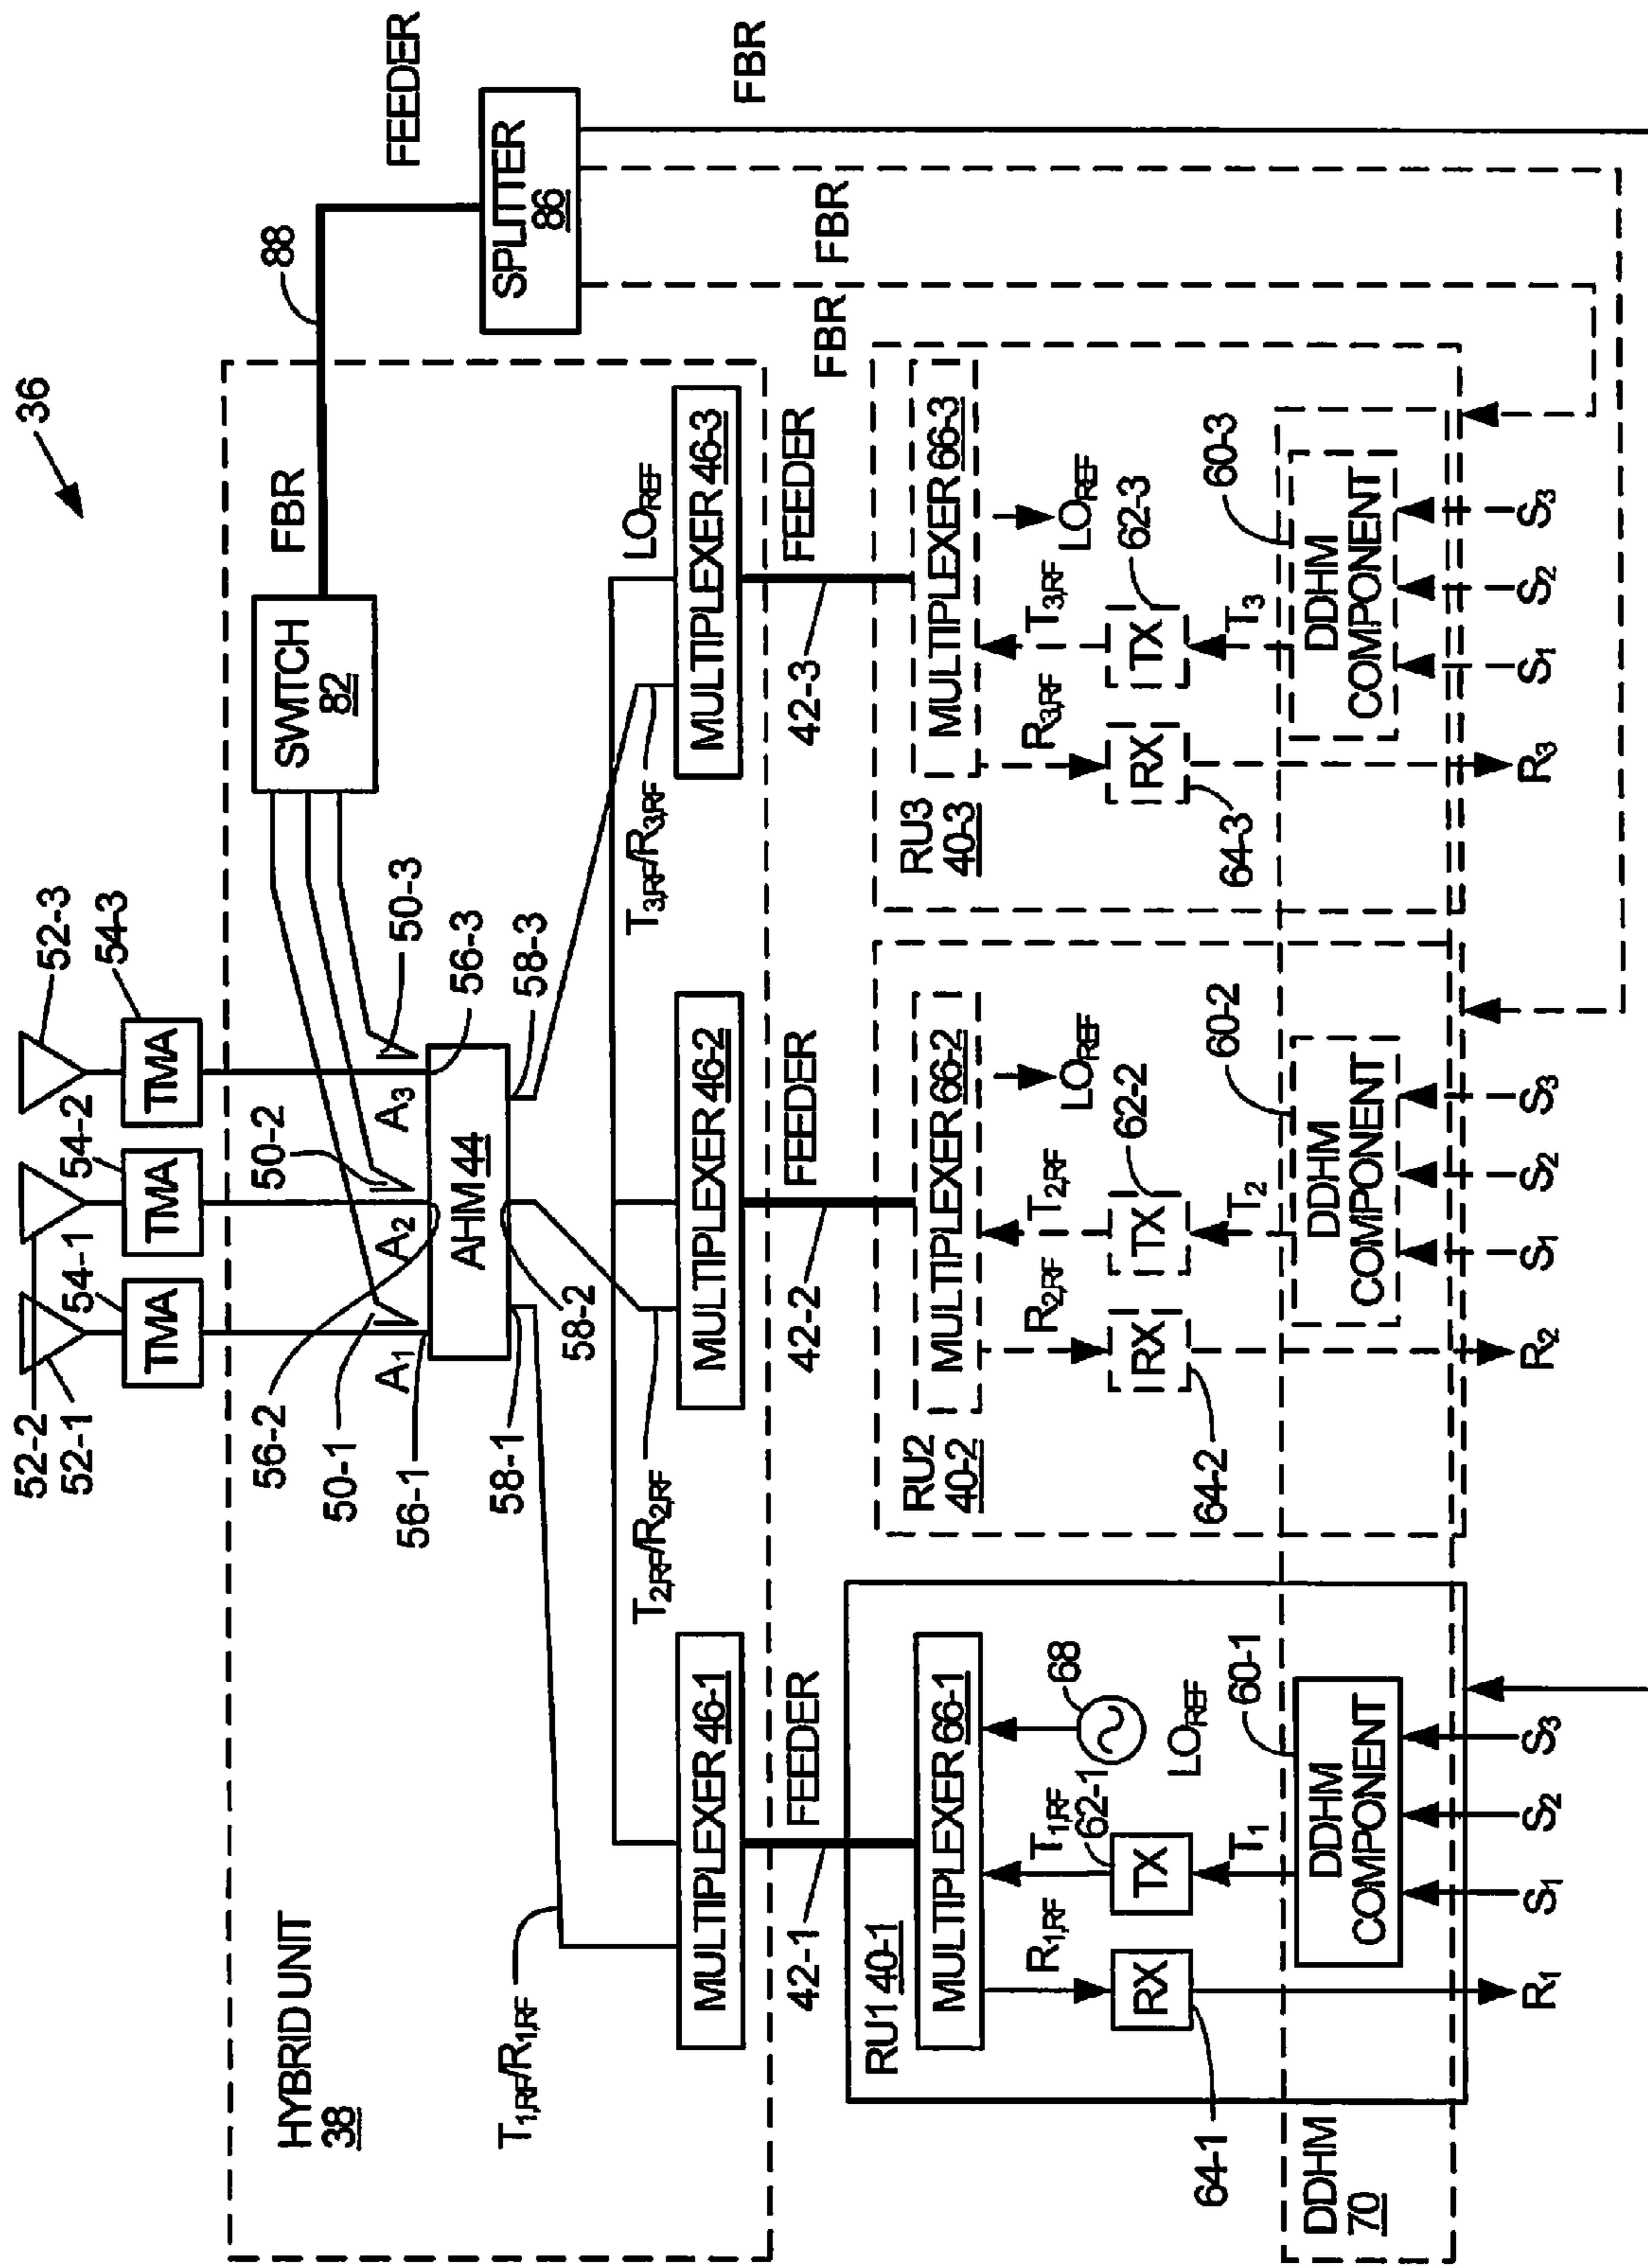 36
52-3
54-3
TMA
52-2
54-2
TMA
52-1
54-1
TMA
HYBRID UNIT
38
SWITCH
82
FBR
88
FEEDER
SPLITTER
86
FBR
FBR
FBR
50-3
50-2
50-1
A1
A2
A3
56-1
56-2
56-3
AHM 44
58-1
58-2
58-3
T1,RF/R1,RF
T2,RF/R2,RF
T3,RF/R3,RF
LOREF
MULTIPLEXER 46-1
MULTIPLEXER 46-2
MULTIPLEXER 46-3
42-1
FEEDER
42-2
FEEDER
42-3
FEEDER
RU1 40-1
MULTIPLEXER 66-1
R1,RF
T1,RF
62-1
68
LOREF
RX
TX
64-1
T1
60-1
DDHM
COMPONENT
R1
S1
S2
S3
RU2
40-2
MULTIPLEXER 66-2
R2,RF
T2,RF
62-2
LOREF
RX
TX
64-2
T2
60-2
DDHM
COMPONENT
R2
S1
S2
S3
RU3
40-3
MULTIPLEXER 66-3
R3,RF
T3,RF
62-3
LOREF
RX
TX
64-3
T3
60-3
DDHM
COMPONENT
R3
S1
S2
S3
DDHM
70